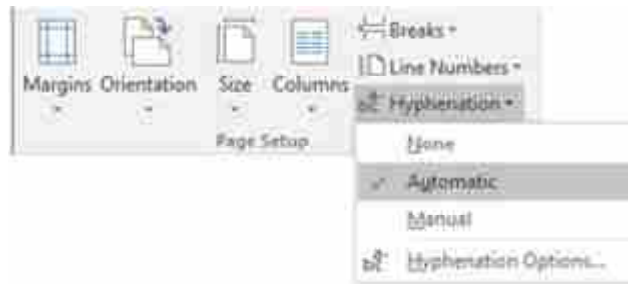 Breaks
Line Numbers
Margins Orientation Size Columns
Hyphenation
Page Setup
None
Automatic
Manual
Hyphenation Options...